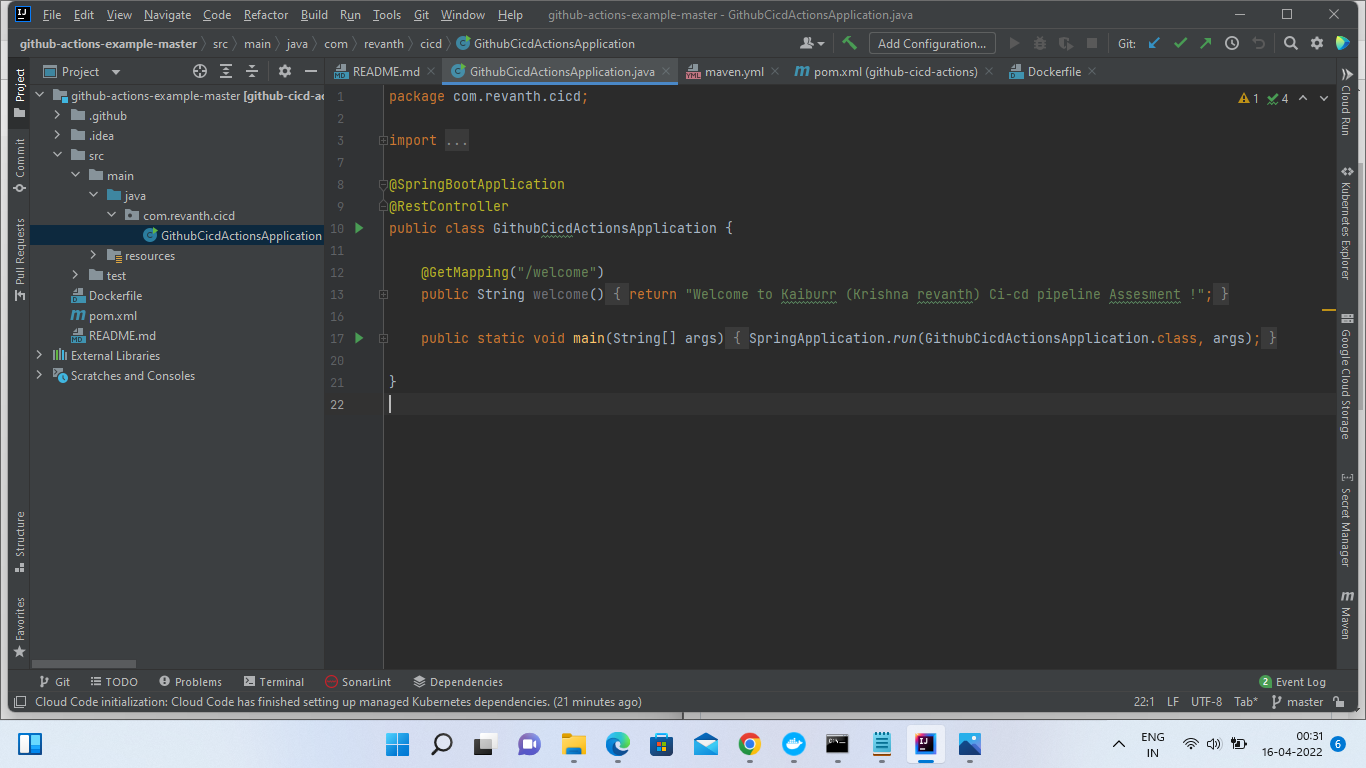 File Edit View Navigate Code Refactor Build Run Tools Git Window Help github-actions-example-master - GithubCicdActionsApplication.java
github-actions-example-master src main java com revanth cicd GithubCicdActionsApplication Add Configuration... Git:
Project
README.md GithubCicdActionsApplication.java maven.yml pom.xml (github-cicd-actions) Dockerfile
Project
Commit
Pull Requests
Structure
Favorites
github-actions-example-master [github-cicd-ac
.github
.idea
src
main
java
com.revanth.cicd
GithubCicdActionsApplication
resources
test
Dockerfile
pom.xml
README.md
External Libraries
Scratches and Consoles
1 package com.revanth.cicd;
2
3 import ...
7
8 @SpringBootApplication
9 @RestController
10 public class GithubCicdActionsApplication {
11
12 @GetMapping("/welcome")
13 public String welcome() { return "Welcome to Kaiburr (Krishna revanth) Ci-cd pipeline Assesment !"; }
16
17 public static void main(String[] args) { SpringApplication.run(GithubCicdActionsApplication.class, args); }
20
21 }
22
1 4
Cloud Run
Kubernetes Explorer
Google Cloud Storage
Secret Manager
Maven
Git TODO Problems Terminal SonarLint Dependencies 2 Event Log
Cloud Code initialization: Cloud Code has finished setting up managed Kubernetes dependencies. (21 minutes ago) 22:1 LF UTF-8 Tab* master
ENG
IN
00:31
16-04-2022
6